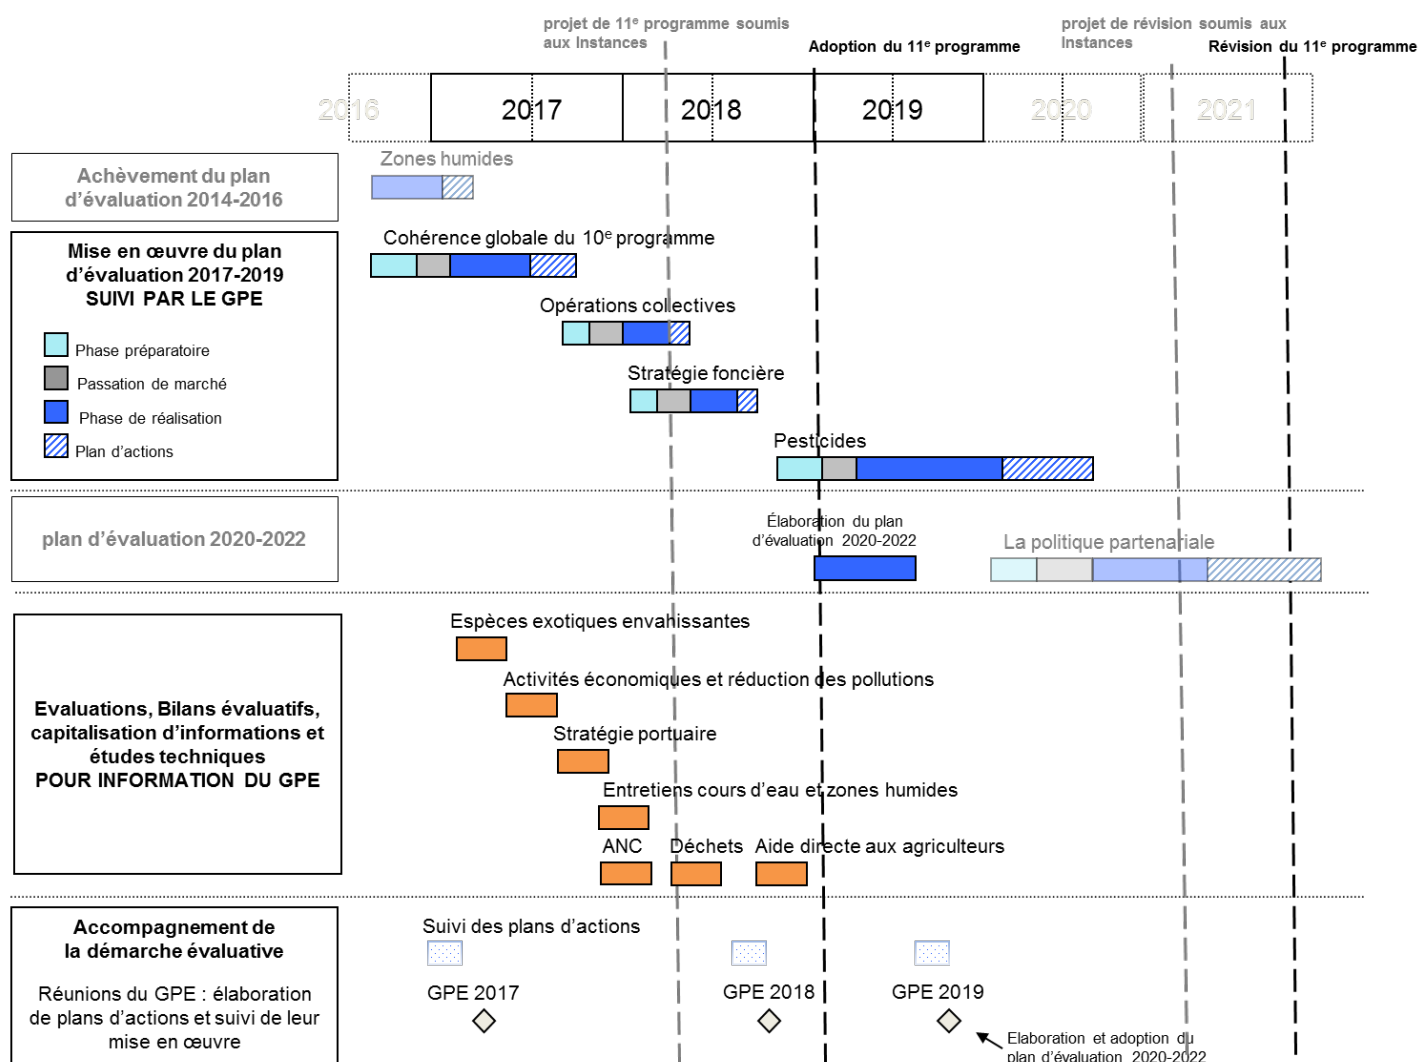 projet de 11e programme soumis
aux Instances
Adoption du 11e programme
projet de révision soumis aux
Instances
Révision du 11e programme
2016
2017
2018
2019
2020
2021
Achèvement du plan
d'évaluation 2014-2016
Zones humides
Mise en œuvre du plan
d'évaluation 2017-2019
SUIVI PAR LE GPE
Phase préparatoire
Passation de marché
Phase de réalisation
Plan d'actions
Cohérence globale du 10e programme
Opérations collectives
Stratégie foncière
Pesticides
plan d'évaluation 2020-2022
Élaboration du plan
d'évaluation 2020-2022
La politique partenariale
Evaluations, Bilans évaluatifs,
capitalisation d'informations et
études techniques
POUR INFORMATION DU GPE
Espèces exotiques envahissantes
Activités économiques et réduction des pollutions
Stratégie portuaire
Entretiens cours d'eau et zones humides
ANC
Déchets
Aide directe aux agriculteurs
Accompagnement de
la démarche évaluative
Réunions du GPE : élaboration
de plans d'actions et suivi de leur
mise en œuvre
Suivi des plans d'actions
GPE 2017
GPE 2018
GPE 2019
Elaboration et adoption du
plan d'évaluation 2020-2022